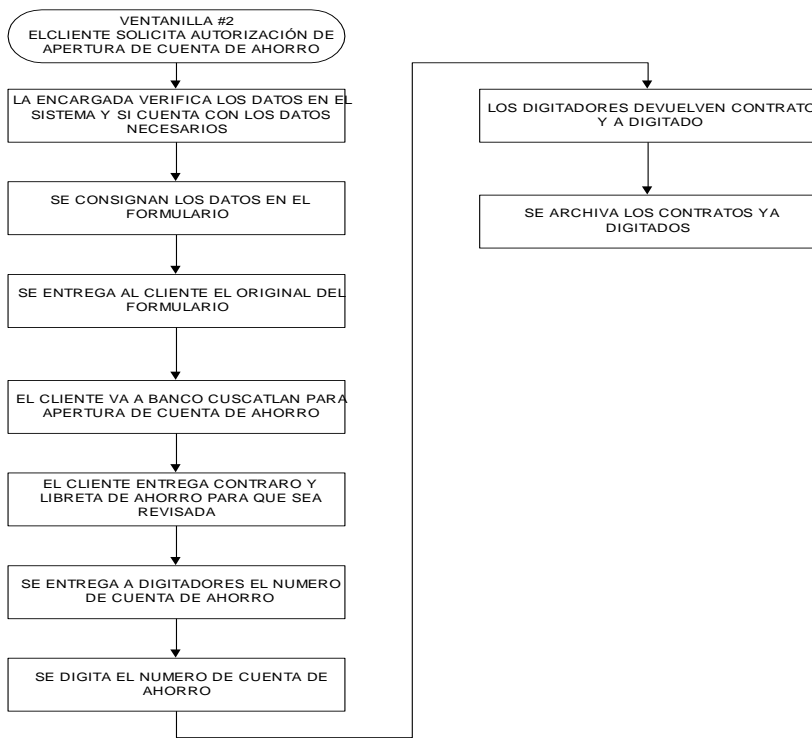 VENTANILLA #2
ELCLIENTE SOLICITA AUTORIZACIÓN DE
APERTURA DE CUENTA DE AHORRO
LA ENCARGADA VERIFICA LOS DATOS EN EL
SISTEMA Y SI CUENTA CON LOS DATOS
NECESARIOS
SE CONSIGNAN LOS DATOS EN EL
FORMULARIO
SE ENTREGA AL CLIENTE EL ORIGINAL DEL
FORMULARIO
EL CLIENTE VA A BANCO CUSCATLAN PARA
APERTURA DE CUENTA DE AHORRO
EL CLIENTE ENTREGA CONTRARO Y
LIBRETA DE AHORRO PARA QUE SEA
REVISADA
SE ENTREGA A DIGITADORES EL NUMERO
DE CUENTA DE AHORRO
SE DIGITA EL NUMERO DE CUENTA DE
AHORRO
LOS DIGITADORES DEVUELVEN CONTRATO
Y A DIGITADO
SE ARCHIVA LOS CONTRATOS YA
DIGITADOS